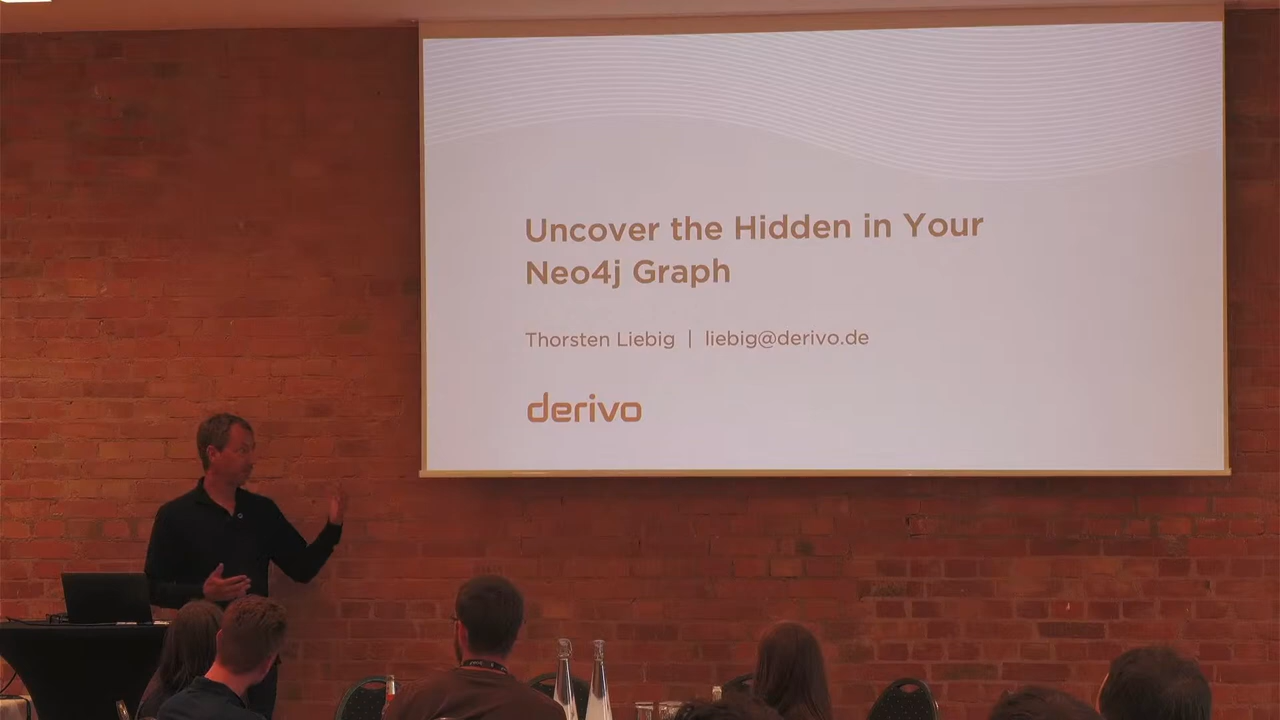 Uncover the Hidden in Your
Neo4j Graph
Thorsten Liebig | liebig@derivo.de
derivo